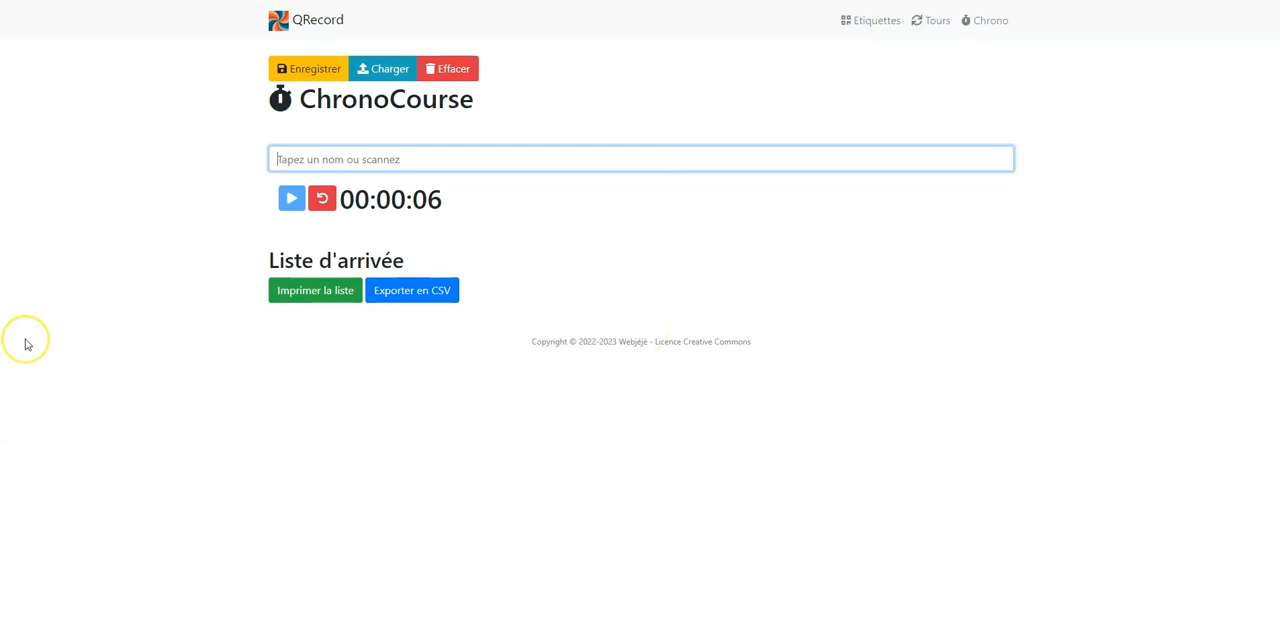 QRecord
Etiquettes
Tours
Chrono
Enregistrer
Charger
Effacer
ChronoCourse
Tapez un nom ou scannez
00:00:06
Liste d'arrivée
Imprimer la liste
Exporter en CSV
Copyright © 2022-2023 Webjéjé - Licence Creative Commons